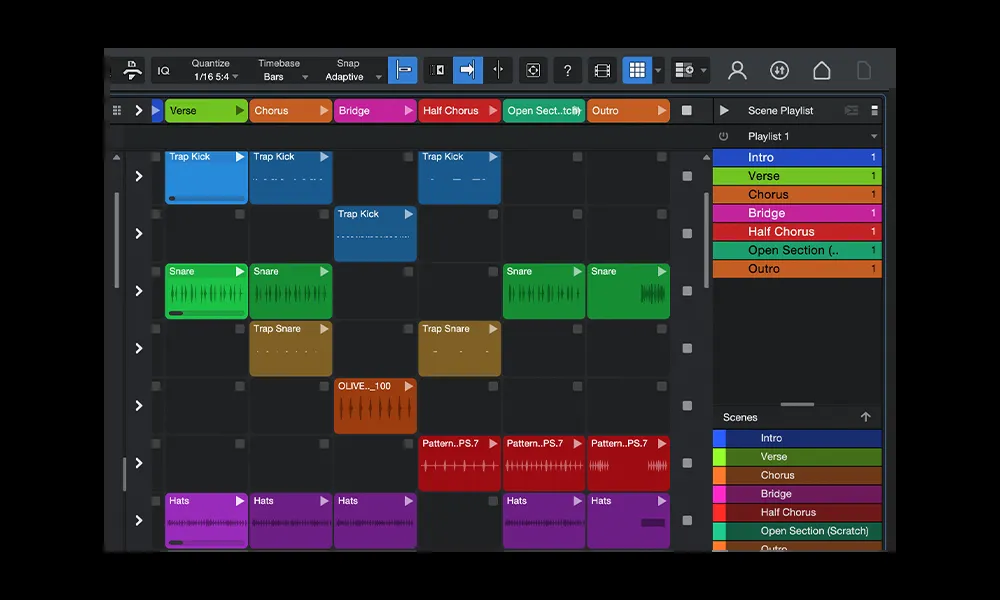 Quantize Timebase Snap
IQ 1/16 5:4 Bars Adaptive ?
Verse Chorus Bridge Half Chorus Open Sect..tch) Outro Scene Playlist
Playlist 1
Intro 1
Verse 1
Chorus 1
Bridge 1
Half Chorus 1
Open Section (.. 1
Outro 1
Trap Kick Trap Kick Trap Kick
Trap Kick
Snare Snare Snare Snare
Trap Snare Trap Snare
OLIVE.._100
Pattern..PS.7 Pattern..PS.7 Pattern..PS.7
Hats Hats Hats Hats Hats
Scenes
Intro
Verse
Chorus
Bridge
Half Chorus
Open Section (Scratch)
Outro